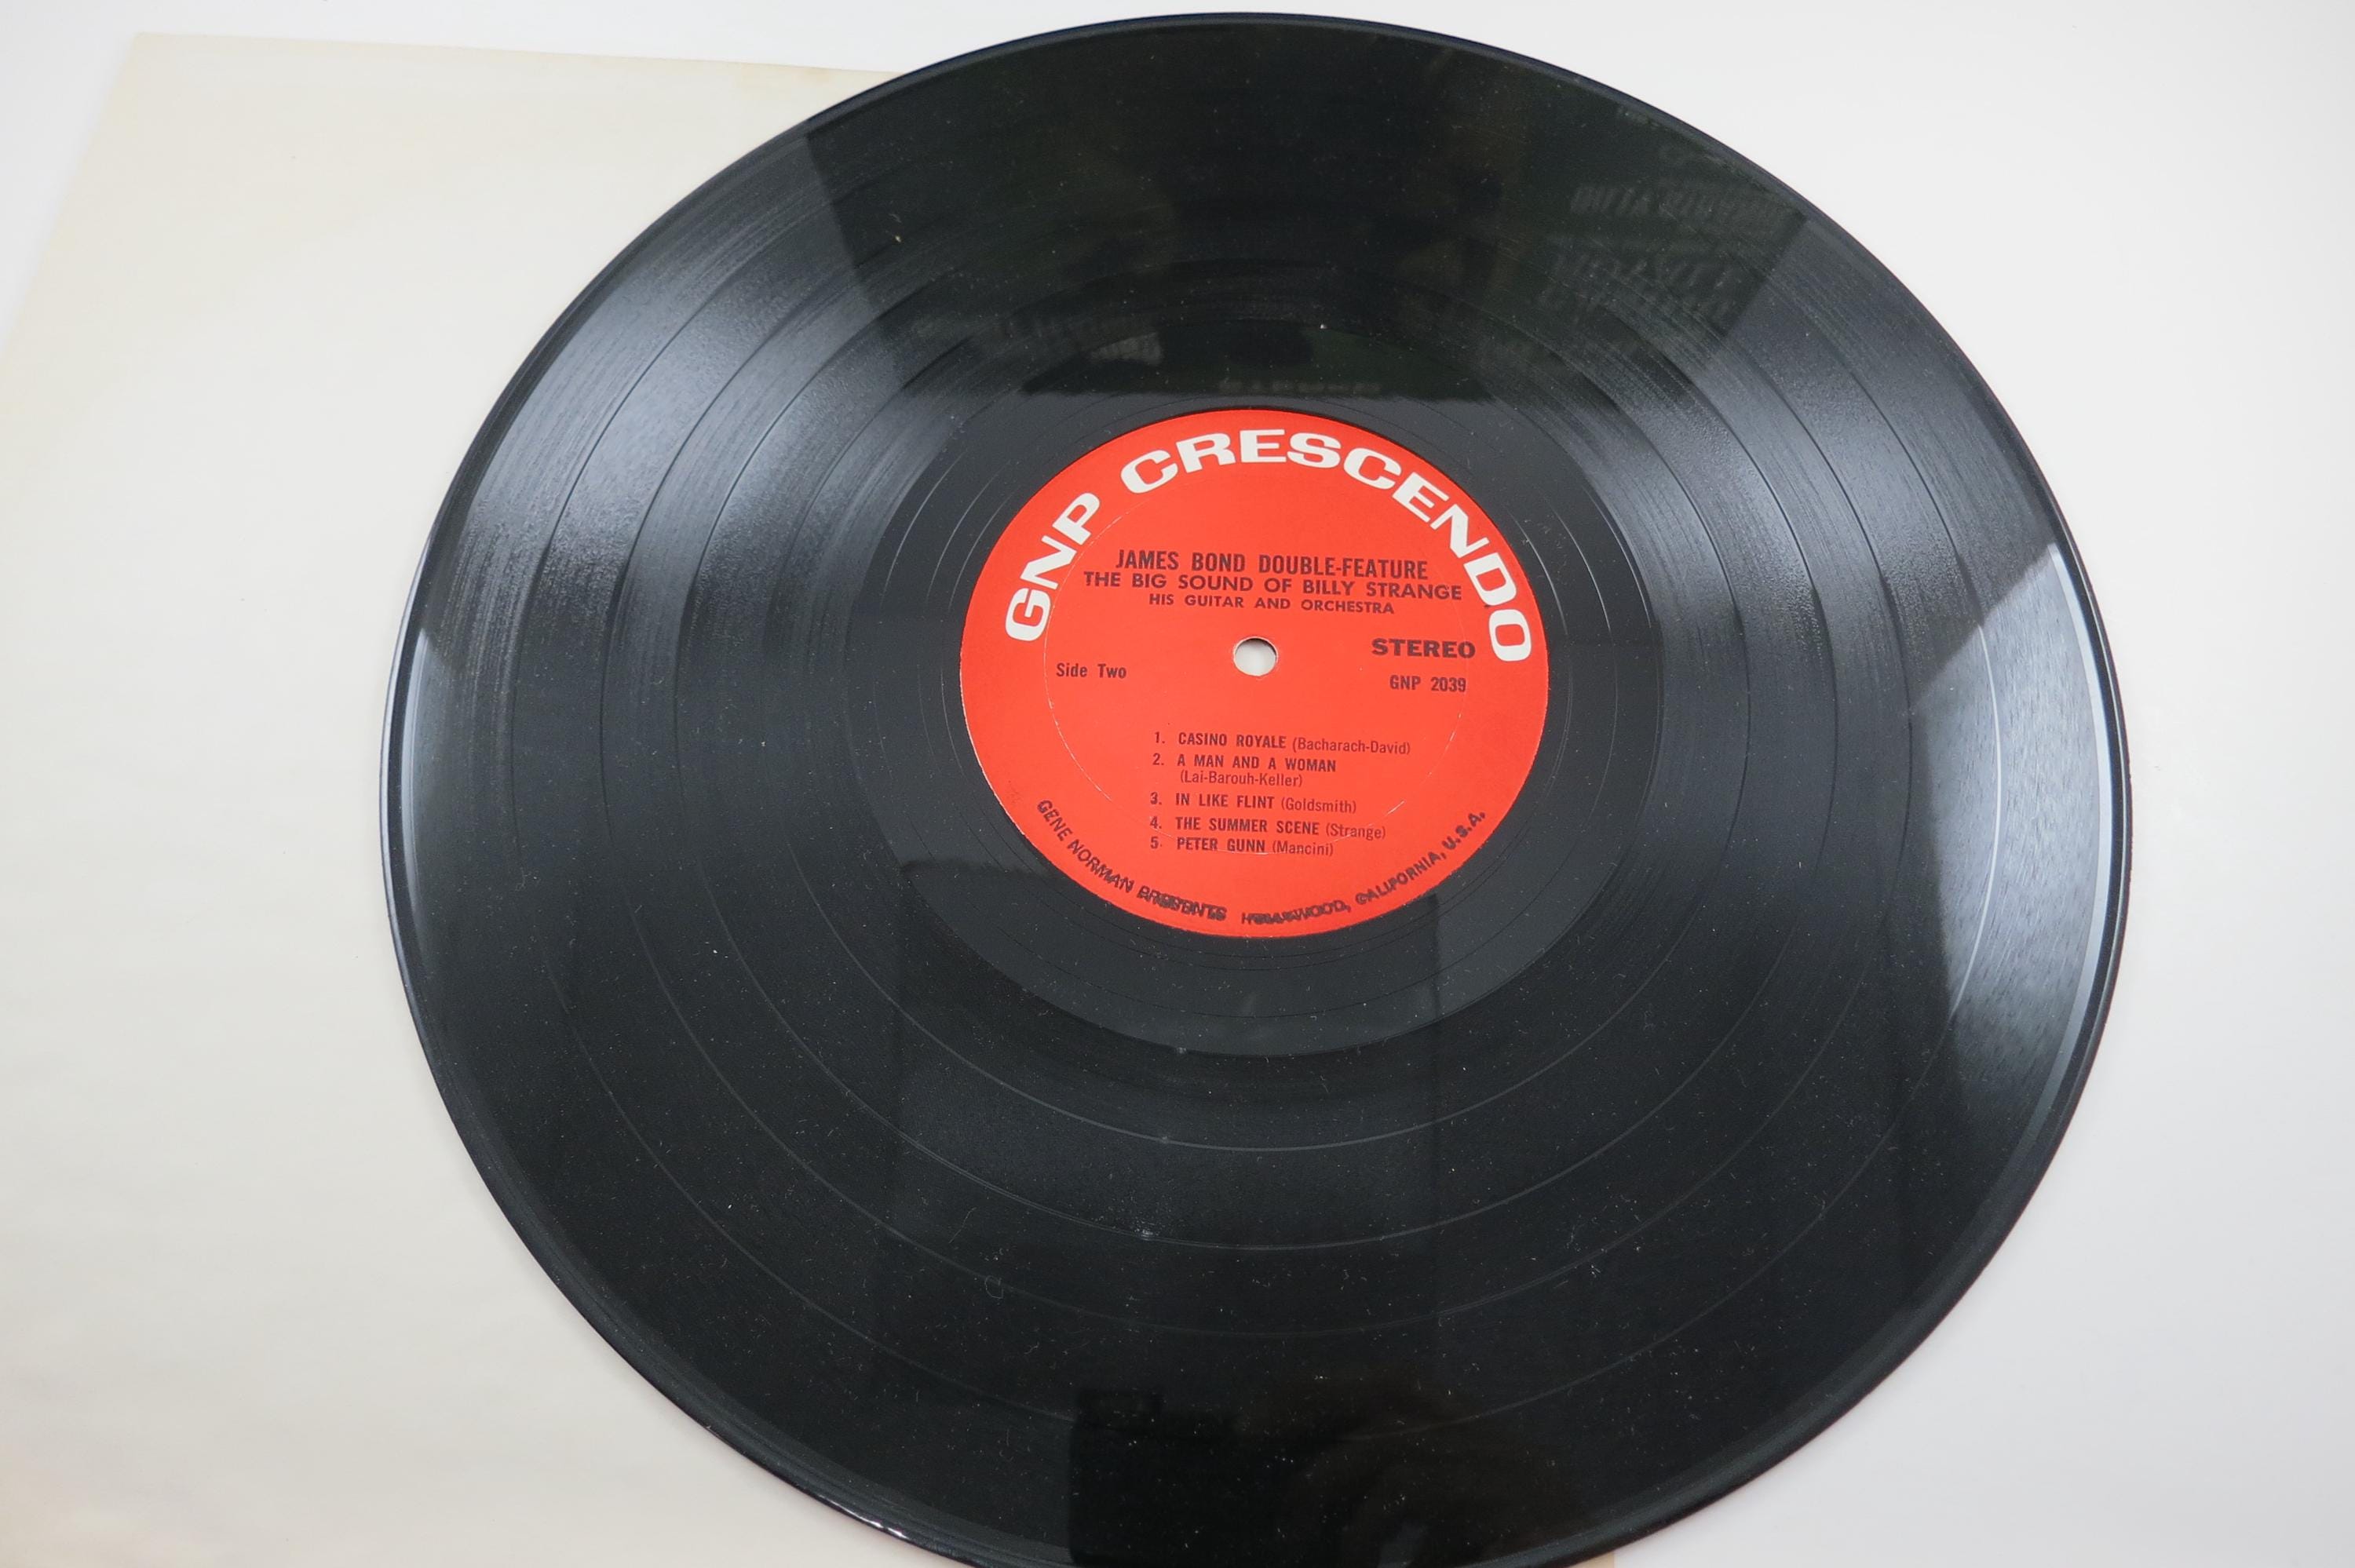 GNP CRESCENDO
JAMES BOND DOUBLE-FEATURE
THE BIG SOUND OF BILLY STRANGE
HIS GUITAR AND ORCHESTRA
STEREO
Side Two
GNP 2039
1. CASINO ROYALE (Bacharach-David)
2. A MAN AND A WOMAN
(Lai-Barouh-Keller)
3. IN LIKE FLINT (Goldsmith)
4. THE SUMMER SCENE (Strange)
5. PETER GUNN (Mancini)
GENE NORMAN PRESENTS HOLLYWOOD, CALIFORNIA, U.S.A.